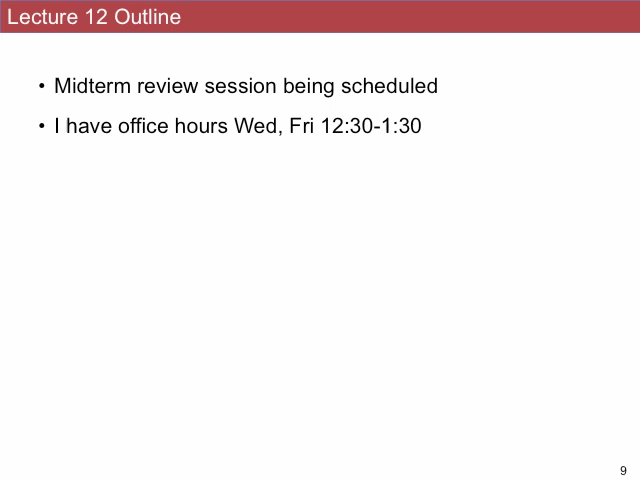 Lecture 12 Outline
• Midterm review session being scheduled
• I have office hours Wed, Fri 12:30-1:30
9